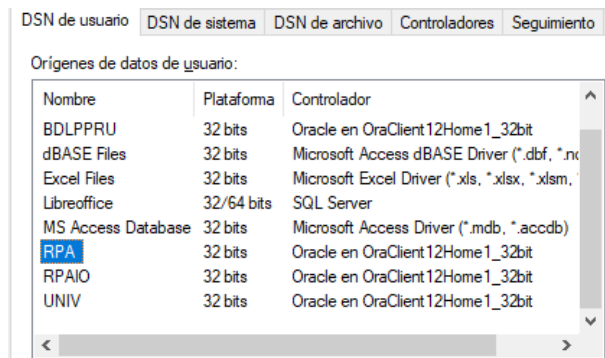 DSN de usuario DSN de sistema DSN de archivo Controladores Seguimiento
Orígenes de datos de usuario:
Nombre Plataforma Controlador
BDLPPRU 32 bits Oracle en OraClient12Home1_32bit
dBASE Files 32 bits Microsoft Access dBASE Driver (*.dbf, *.nd
Excel Files 32 bits Microsoft Excel Driver (*.xls, *.xlsx, *.xlsm, *
Libreoffice 32/64 bits SQL Server
MS Access Database 32 bits Microsoft Access Driver (*.mdb, *.accdb)
RPA 32 bits Oracle en OraClient12Home1_32bit
RPAIO 32 bits Oracle en OraClient12Home1_32bit
UNIV 32 bits Oracle en OraClient12Home1_32bit